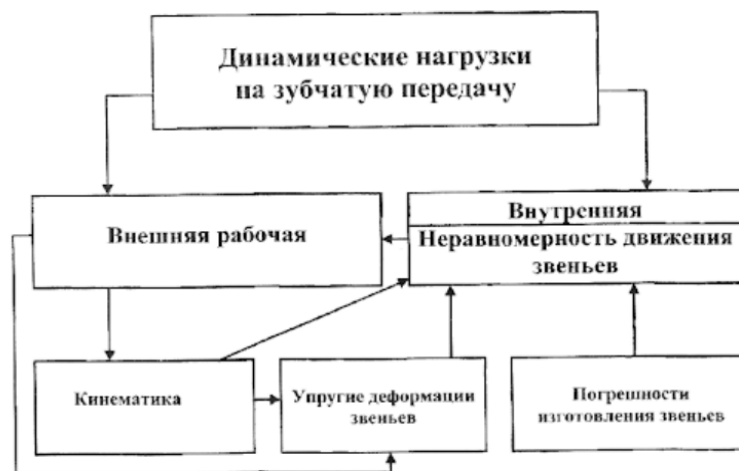 Динамические нагрузки
на зубчатую передачу
Внешняя рабочая
Внутренняя
Неравномерность движения
звеньев
Кинематика
Упругие деформации
звеньев
Погрешности
изготовления звеньев